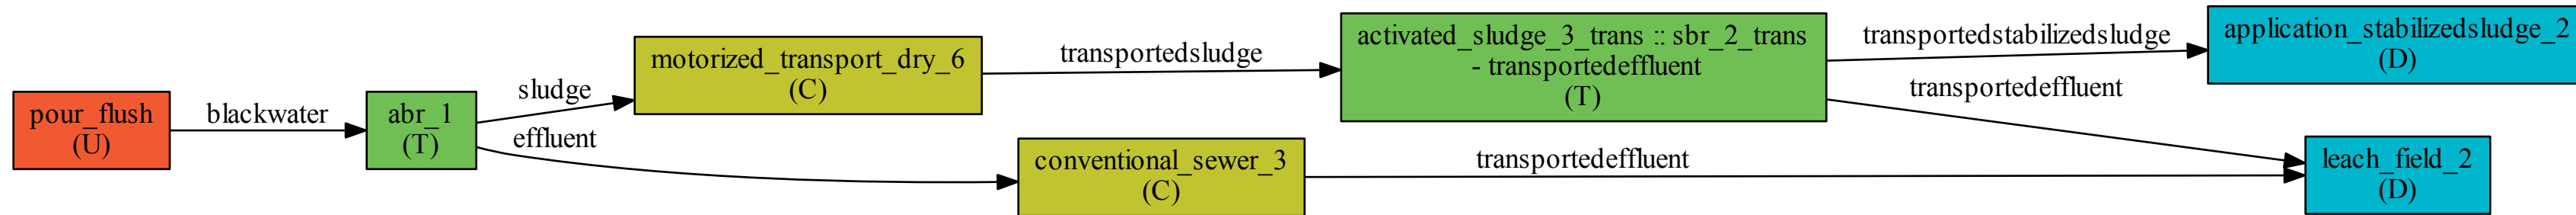 pour_flush
(U)
blackwater
abr_1
(T)
sludge
effluent
motorized_transport_dry_6
(C)
conventional_sewer_3
(C)
transportedsludge
transportedeffluent
activated_sludge_3_trans :: sbr_2_trans
- transportedeffluent
(T)
transportedstabilizedsludge
transportedeffluent
application_stabilizedsludge_2
(D)
leach_field_2
(D)